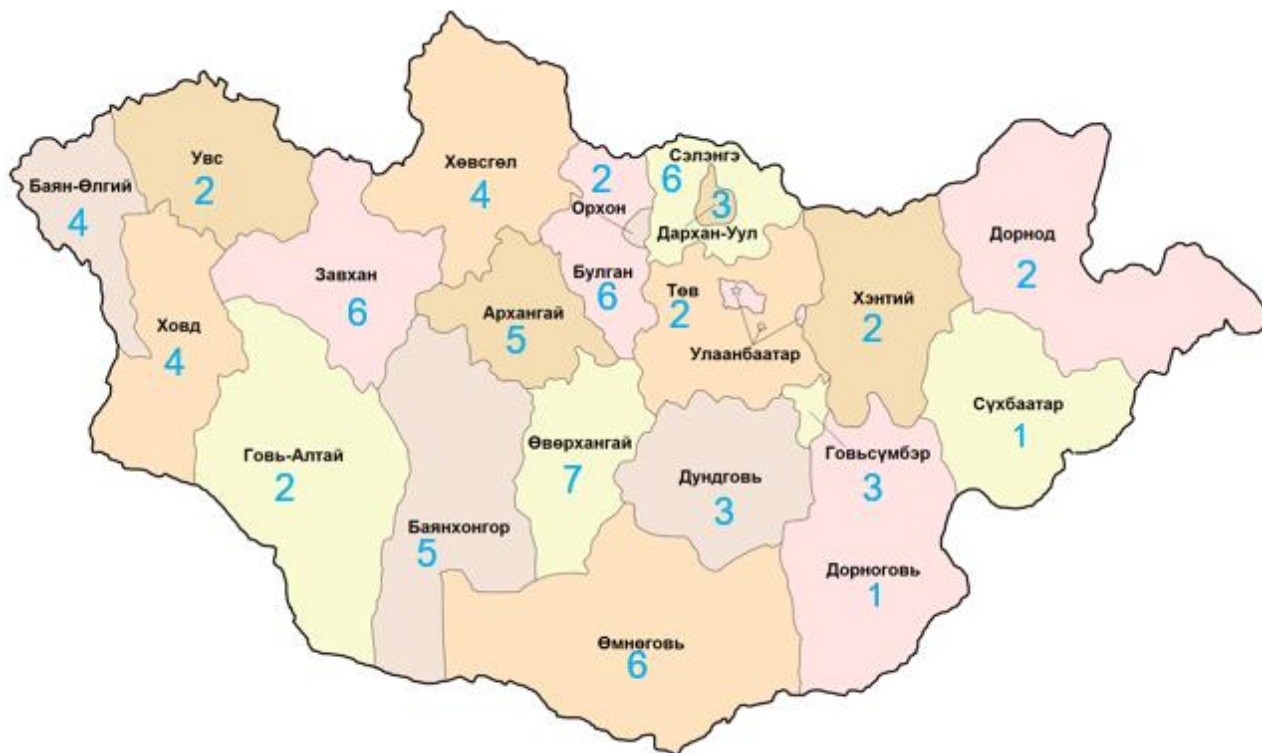 Увс
2
Баян-Өлгий
4
Ховд
4
Завхан
6
Говь-Алтай
2
Хөвсгөл
4
Архангай
5
Баянхонгор
5
Өвөрхангай
7
Өмнөговь
6
2
Орхон
Булган
6
Сэлэнгэ
6
3
Дархан-Уул
Төв
2
Улаанбаатар
Дундговь
3
Говьсүмбэр
3
Дорноговь
1
Хэнтий
2
Дорнод
2
Сүхбаатар
1